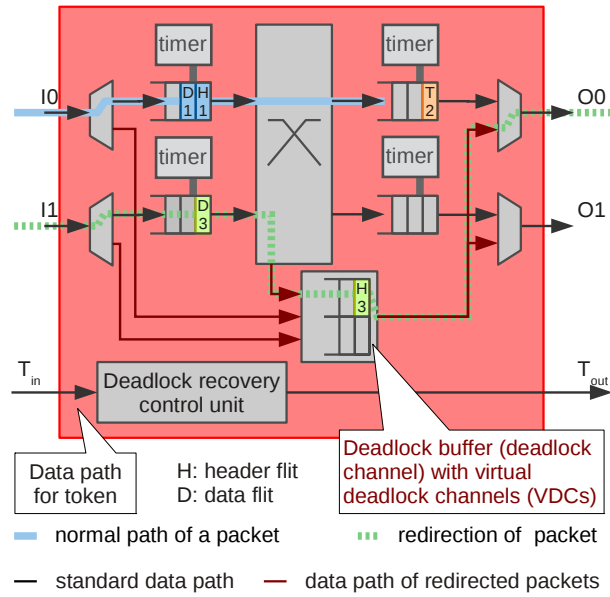 timer
timer
I0
O0
D H
1 1
T
2
timer
timer
I1
O1
D
3
H
3
T_in
T_out
Deadlock recovery
control unit
Data path
for token
H: header flit
D: data flit
Deadlock buffer (deadlock
channel) with virtual
deadlock channels (VDCs)
normal path of a packet
redirection of packet
standard data path
data path of redirected packets